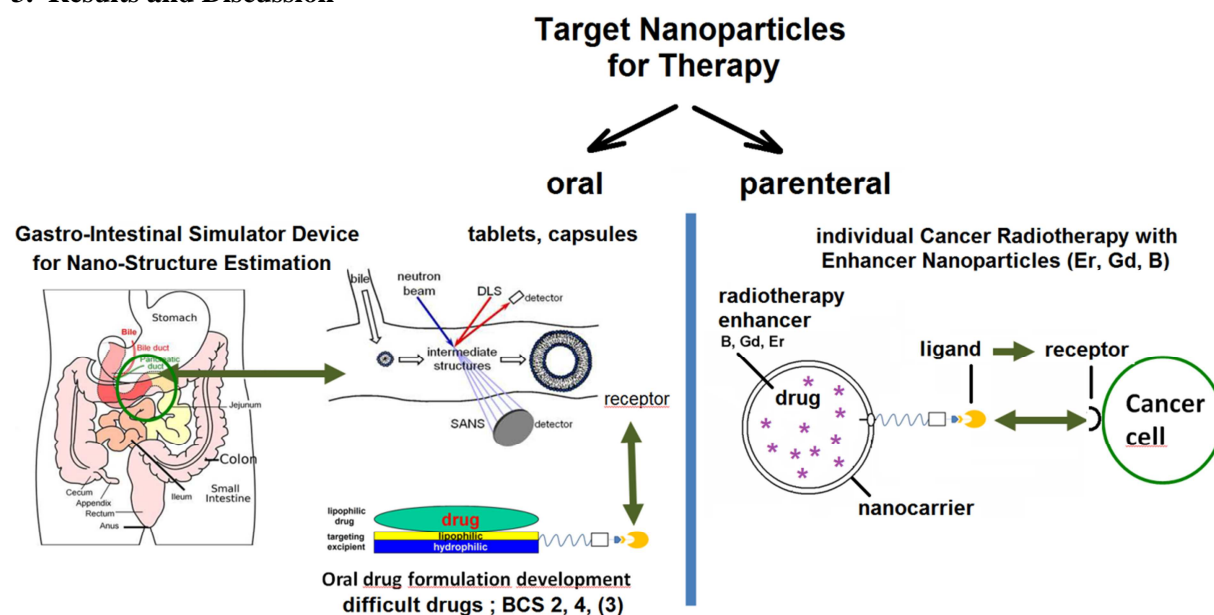 3. Results and Discussion
Target Nanoparticles
for Therapy
oral
parenteral
Gastro-Intestinal Simulator Device
for Nano-Structure Estimation
Stomach
Bile
Bile duct
Pancreatic
duct
Jejunum
Colon
Small
Intestine
Ileum
Cecum
Appendix
Rectum
Anus
tablets, capsules
bile
neutron
beam
DLS
detector
intermediate
structures
SANS
detector
receptor
lipophilic
drug
drug
targeting
excipient
lipophilic
hydrophilic
Oral drug formulation development
difficult drugs ; BCS 2, 4, (3)
individual Cancer Radiotherapy with
Enhancer Nanoparticles (Er, Gd, B)
radiotherapy
enhancer
B, Gd, Er
drug
ligand
receptor
Cancer
cell
nanocarrier